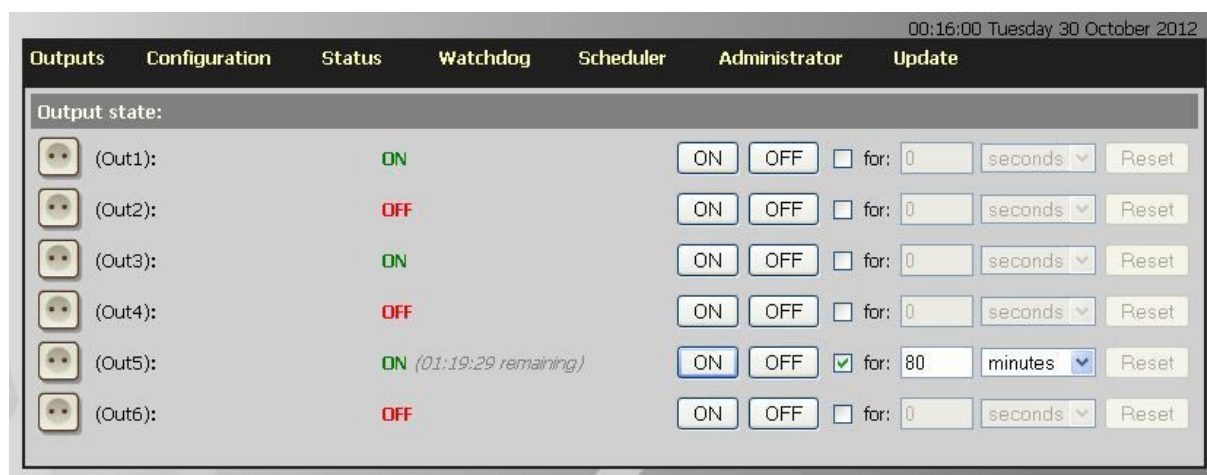 00:16:00 Tuesday 30 October 2012
Outputs Configuration Status Watchdog Scheduler Administrator Update
Output state:
(Out1): ON ON OFF for: 0 seconds Reset
(Out2): OFF ON OFF for: 0 seconds Reset
(Out3): ON ON OFF for: 0 seconds Reset
(Out4): OFF ON OFF for: 0 seconds Reset
(Out5): ON (01:19:29 remaining) ON OFF for: 80 minutes Reset
(Out6): OFF ON OFF for: 0 seconds Reset